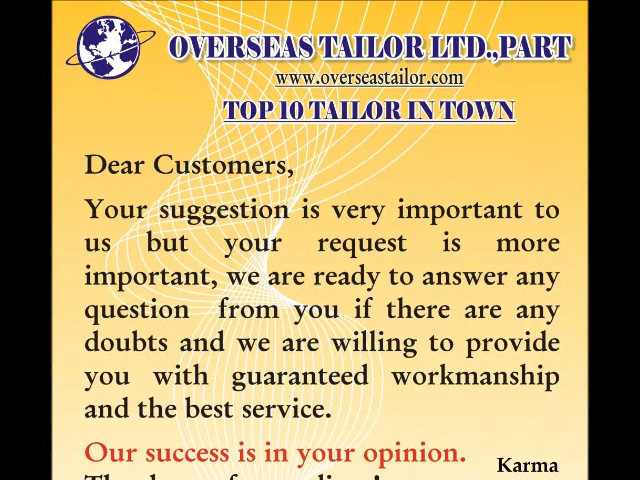 OVERSEAS TAILOR LTD.,PART
www.overseastailor.com
TOP 10 TAILOR IN TOWN
Dear Customers,
Your suggestion is very important to
us but your request is more
important, we are ready to answer any
question from you if there are any
doubts and we are willing to provide
you with guaranteed workmanship
and the best service.
Our success is in your opinion.
Karma